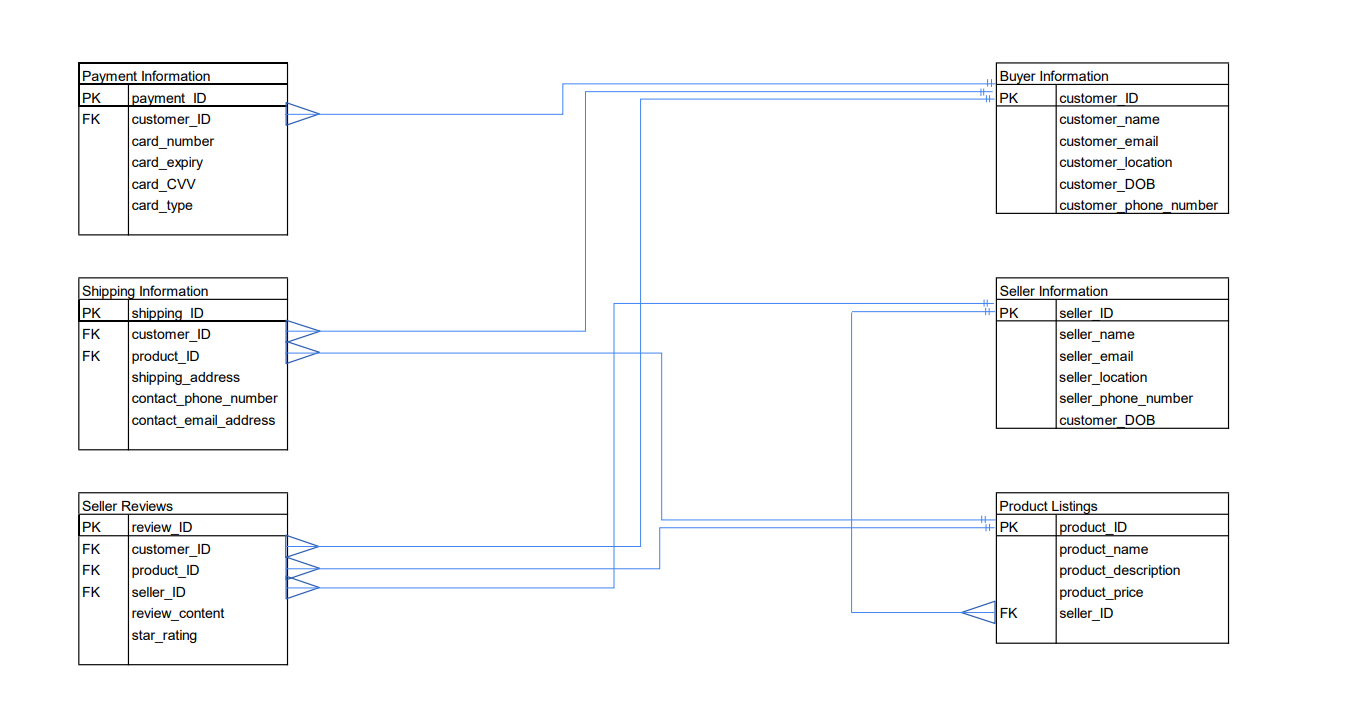 Payment Information
PK payment_ID
FK customer_ID
card_number
card_expiry
card_CVV
card_type
Buyer Information
PK customer_ID
customer_name
customer_email
customer_location
customer_DOB
customer_phone_number
Shipping Information
PK shipping_ID
FK customer_ID
FK product_ID
shipping_address
contact_phone_number
contact_email_address
Seller Information
PK seller_ID
seller_name
seller_email
seller_location
seller_phone_number
customer_DOB
Seller Reviews
PK review_ID
FK customer_ID
FK product_ID
FK seller_ID
review_content
star_rating
Product Listings
PK product_ID
product_name
product_description
product_price
FK seller_ID